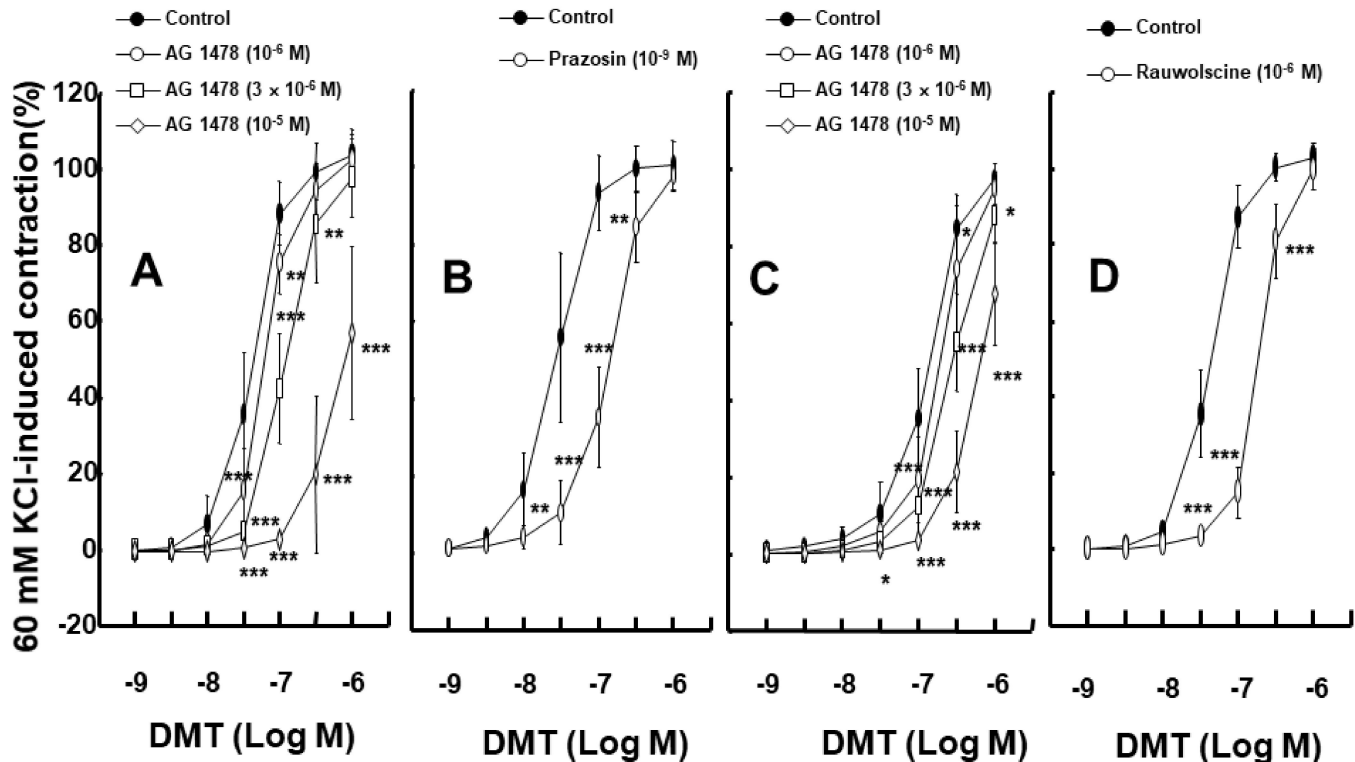 Control
AG 1478 (10-6 M)
AG 1478 (3 × 10-6 M)
AG 1478 (10-5 M)
Control
Prazosin (10-9 M)
Control
AG 1478 (10-6 M)
AG 1478 (3 × 10-6 M)
AG 1478 (10-5 M)
Control
Rauwolscine (10-6 M)
60 mM KCl-induced contraction(%)
120
100
80
60
40
20
0
-20
A
**
**
***
***
***
***
***
***
***
B
**
***
***
**
C
*
*
***
***
***
***
***
***
*
D
***
***
***
-9 -8 -7 -6
-9 -8 -7 -6
-9 -8 -7 -6
-9 -8 -7 -6
DMT (Log M)
DMT (Log M)
DMT (Log M)
DMT (Log M)